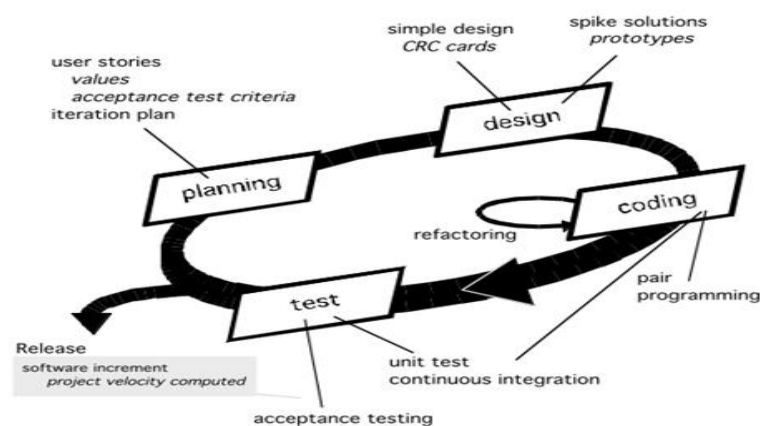 spike solutions
prototypes
simple design
CRC cards
user stories
values
acceptance test criteria
iteration plan
design
planning
coding
refactoring
test
pair
programming
Release
software increment
project velocity computed
unit test
continuous integration
acceptance testing